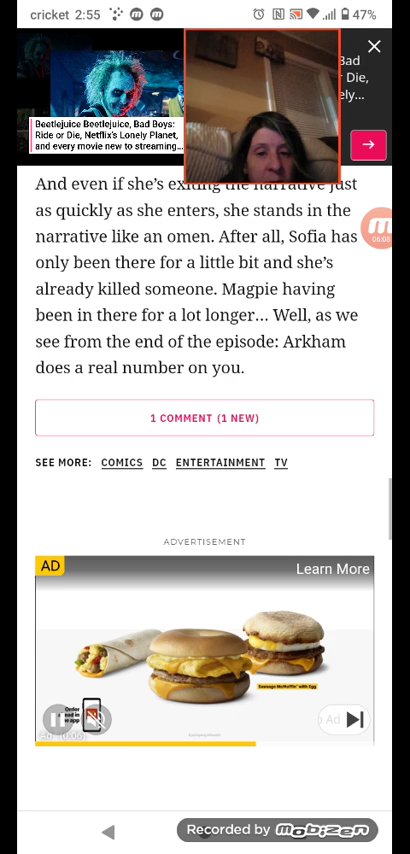 cricket 2:55
47%
Beetlejuice Beetlejuice, Bad Boys:
Ride or Die, Netflix's Lonely Planet,
and every movie new to streaming...
Bad
Die,
ely...
And even if she's exiting the narrative just
as quickly as she enters, she stands in the
narrative like an omen. After all, Sofia has
only been there for a little bit and she's
already killed someone. Magpie having
been in there for a lot longer... Well, as we
see from the end of the episode: Arkham
does a real number on you.
06:08
1 COMMENT (1 NEW)
SEE MORE: COMICS DC ENTERTAINMENT TV
ADVERTISEMENT
AD
Learn More
Sausage McMuffin® with Egg
Order
app
Ad
Recorded by mobizen